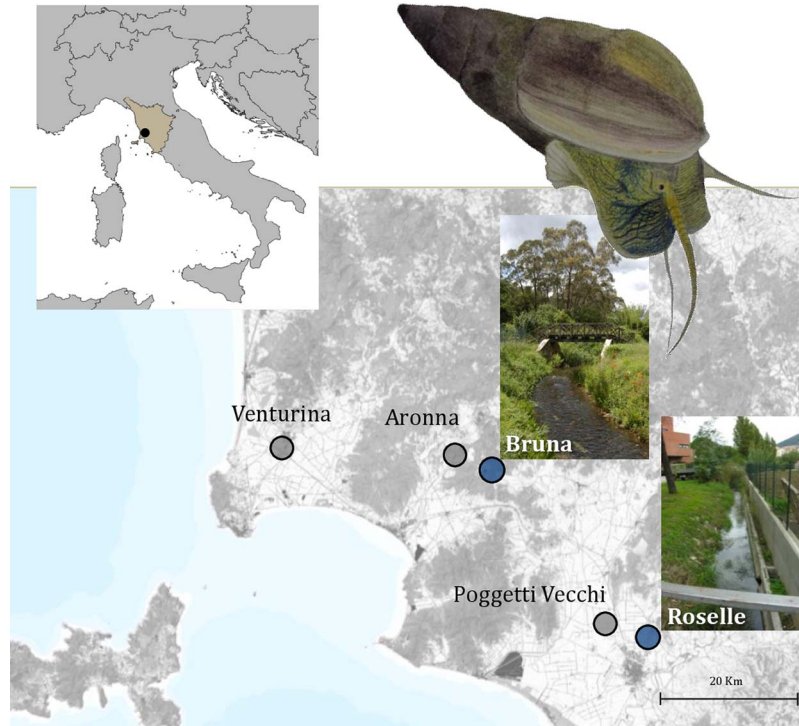 Venturina
Aronna
Bruna
Poggetti Vecchi
Roselle
20 Km